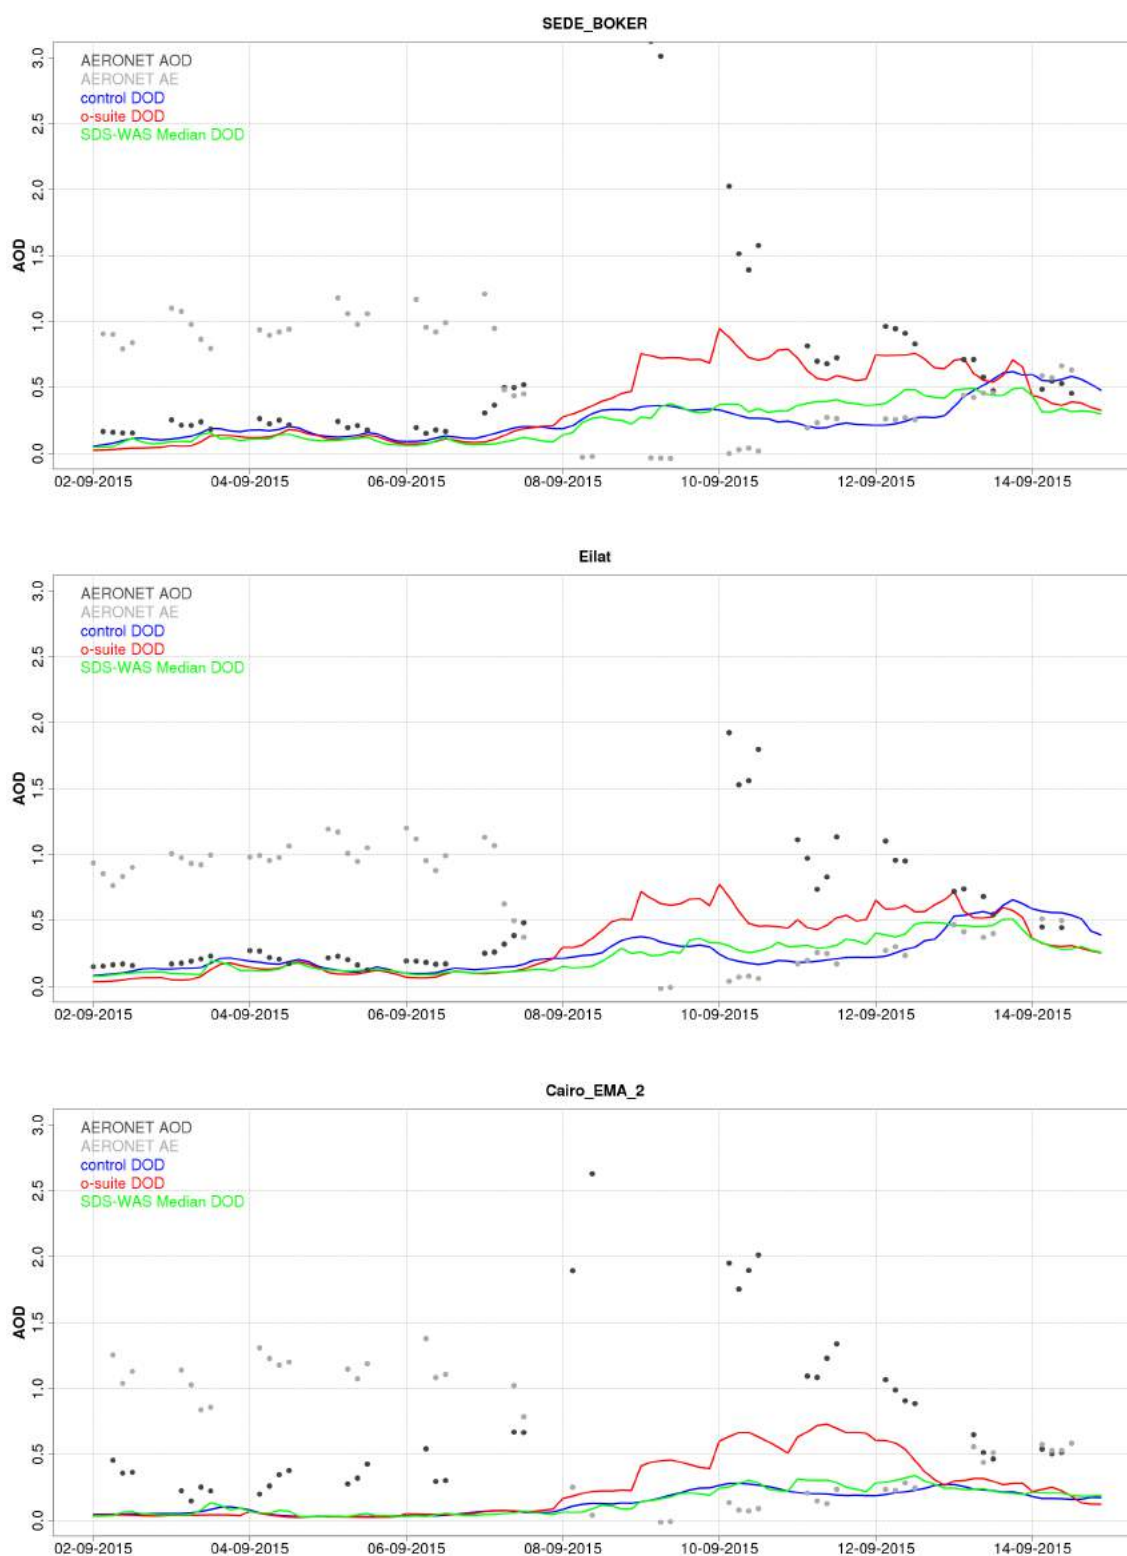 SEDE_BOKER
AERONET AOD
AERONET AE
control DOD
o-suite DOD
SDS-WAS Median DOD
AOD
3.0
2.5
2.0
1.5
1.0
0.5
0.0
02-09-2015 04-09-2015 06-09-2015 08-09-2015 10-09-2015 12-09-2015 14-09-2015
Eilat
AERONET AOD
AERONET AE
control DOD
o-suite DOD
SDS-WAS Median DOD
AOD
3.0
2.5
2.0
1.5
1.0
0.5
0.0
02-09-2015 04-09-2015 06-09-2015 08-09-2015 10-09-2015 12-09-2015 14-09-2015
Cairo_EMA_2
AERONET AOD
AERONET AE
control DOD
o-suite DOD
SDS-WAS Median DOD
AOD
3.0
2.5
2.0
1.5
1.0
0.5
0.0
02-09-2015 04-09-2015 06-09-2015 08-09-2015 10-09-2015 12-09-2015 14-09-2015